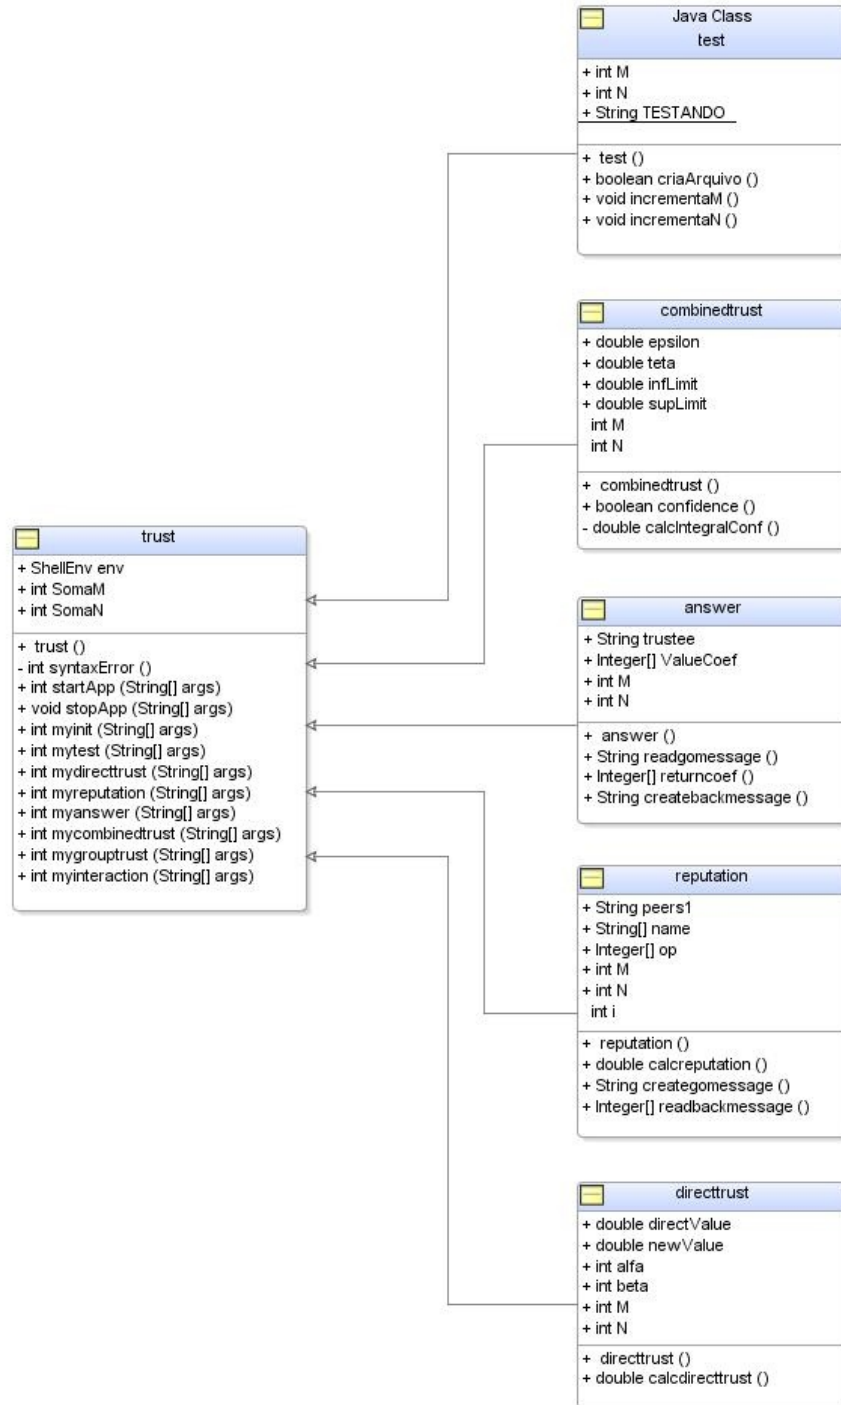 Java Class
test
+ int M
+ int N
+ String TESTANDO
+ test ()
+ boolean criaArquivo ()
+ void incrementaM ()
+ void incrementaN ()
combinedtrust
+ double epsilon
+ double teta
+ double infLimit
+ double supLimit
int M
int N
+ combinedtrust ()
+ boolean confidence ()
- double calcIntegralConf ()
trust
+ ShellEnv env
+ int SomaM
+ int SomaN
+ trust ()
- int syntaxError ()
+ int startApp (String[] args)
+ void stopApp (String[] args)
+ int myinit (String[] args)
+ int mytest (String[] args)
+ int mydirecttrust (String[] args)
+ int myreputation (String[] args)
+ int myanswer (String[] args)
+ int mycombinedtrust (String[] args)
+ int mygrouptrust (String[] args)
+ int myinteraction (String[] args)
answer
+ String trustee
+ Integer[] ValueCoef
+ int M
+ int N
+ answer ()
+ String readgomessage ()
+ Integer[] returncoef ()
+ String createbackmessage ()
reputation
+ String peers1
+ String[] name
+ Integer[] op
+ int M
+ int N
int i
+ reputation ()
+ double calcreputation ()
+ String creategomessage ()
+ Integer[] readbackmessage ()
directtrust
+ double directValue
+ double newValue
+ int alfa
+ int beta
+ int M
+ int N
+ directtrust ()
+ double calcdirecttrust ()